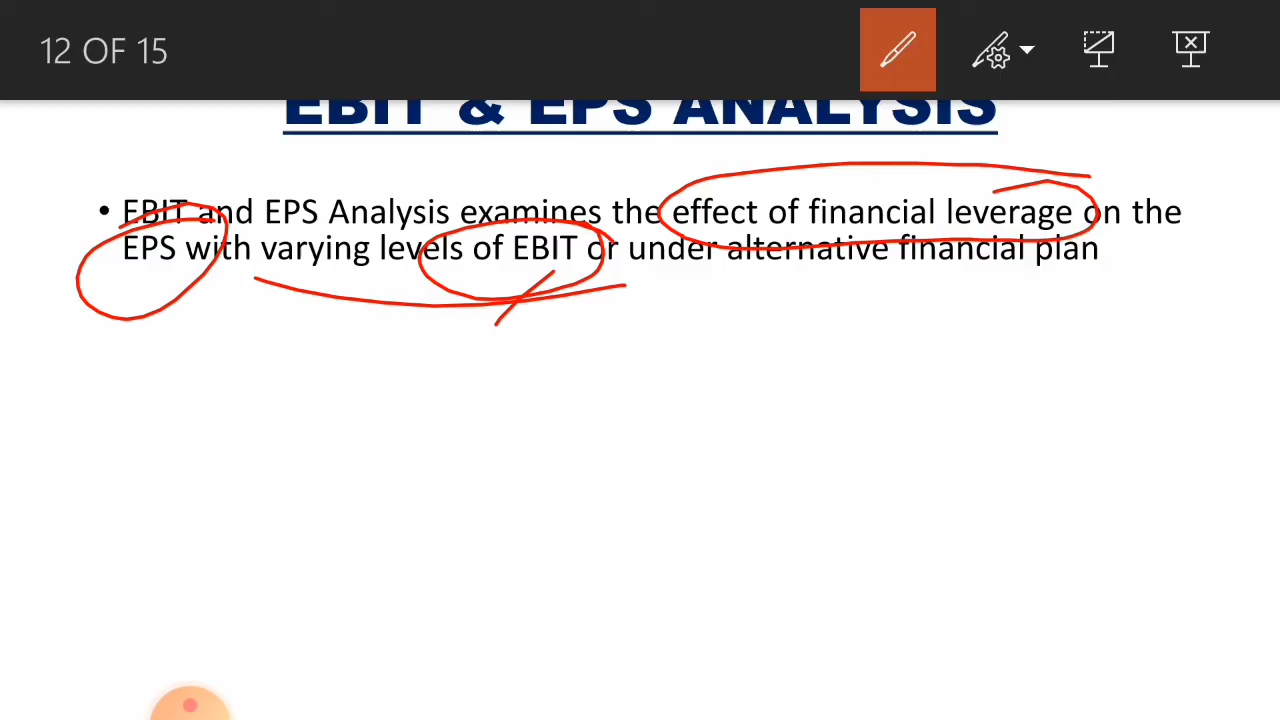 12 OF 15
EBIT & EPS ANALYSIS
• EBIT and EPS Analysis examines the effect of financial leverage on the
EPS with varying levels of EBIT or under alternative financial plan